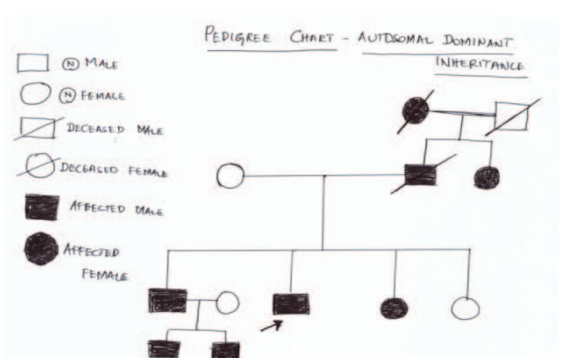 PEDIGREE CHART - AUTOSOMAL DOMINANT
INHERITANCE
N MALE
N FEMALE
DECEASED MALE
DECEASED FEMALE
AFFECTED MALE
AFFECTED
FEMALE